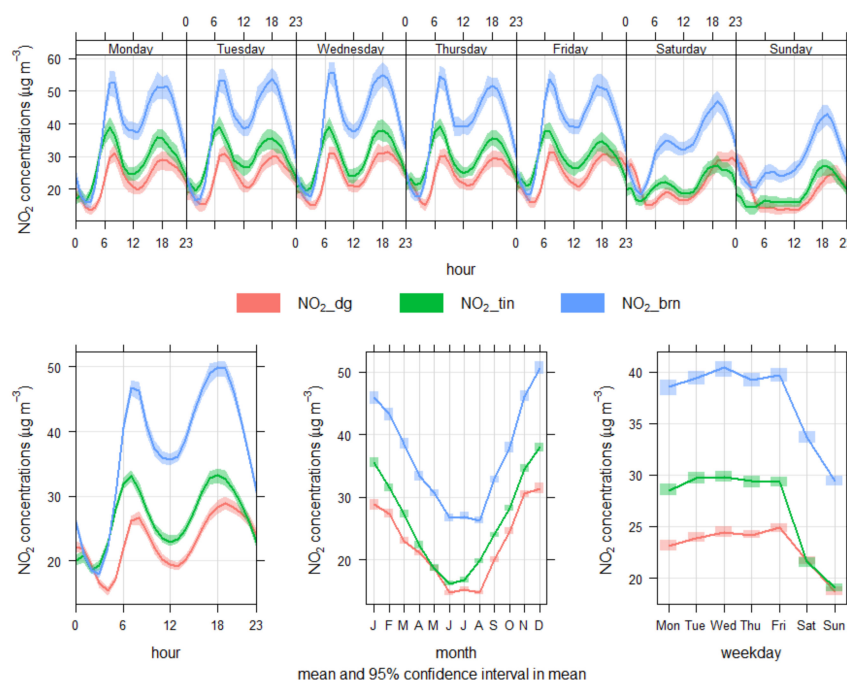 0 6 12 18 23 0 6 12 18 23 0 6 12 18 23
Monday Tuesday Wednesday Thursday Friday Saturday Sunday
NO₂ concentrations (μg m⁻³)
60
50
40
30
20
0 6 12 18 23 0 6 12 18 23 0 6 12 18 23 0 6 12 18 23
hour
NO₂_dg NO₂_tin NO₂_brn
NO₂ concentrations (μg m⁻³)
50
40
30
20
0 6 12 18 23
hour
NO₂ concentrations (μg m⁻³)
50
40
30
20
J F M A M J J A S O N D
month
NO₂ concentrations (μg m⁻³)
40
35
30
25
20
Mon Tue Wed Thu Fri Sat Sun
weekday
mean and 95% confidence interval in mean